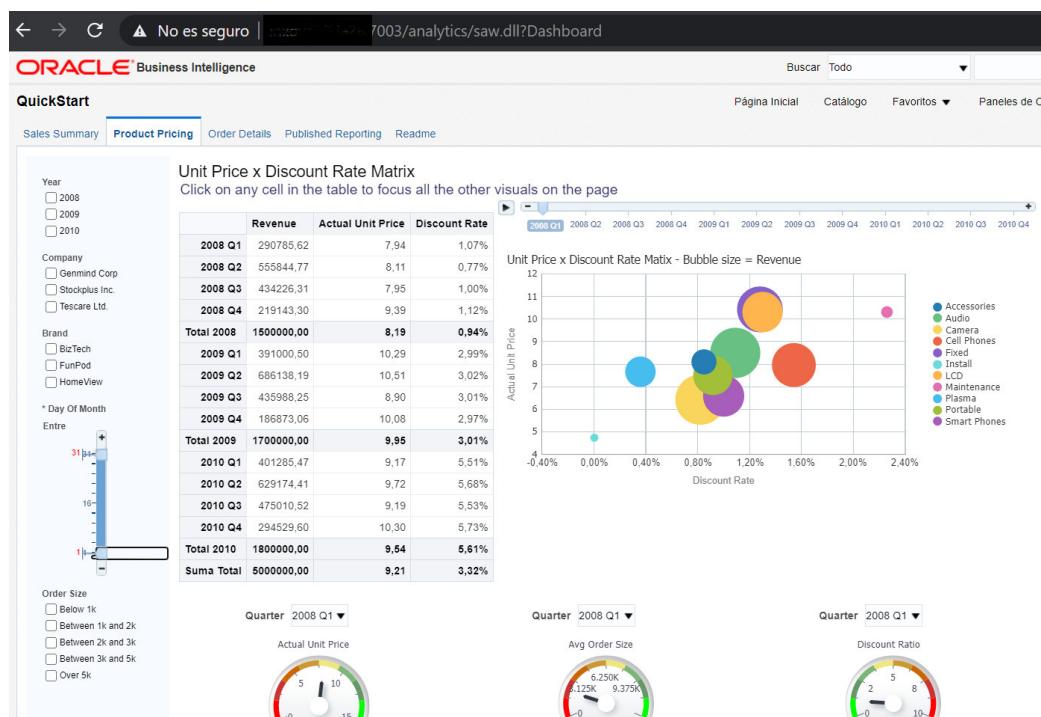 No es seguro | 7003/analytics/saw.dll?Dashboard
ORACLE Business Intelligence
Buscar Todo
QuickStart
Página Inicial Catálogo Favoritos Paneles de
Sales Summary Product Pricing Order Details Published Reporting Readme
Unit Price x Discount Rate Matrix
Click on any cell in the table to focus all the other visuals on the page
Year
2008
2009
2010
Company
Genmind Corp
Stockplus Inc.
Tescare Ltd.
Brand
BizTech
FunPod
HomeView
* Day Of Month
Entre
+
31
16
1
-
Order Size
Below 1k
Between 1k and 2k
Between 2k and 3k
Between 3k and 5k
Over 5k
Revenue Actual Unit Price Discount Rate
2008 Q1 290785,62 7,94 1,07%
2008 Q2 555844,77 8,11 0,77%
2008 Q3 434226,31 7,95 1,00%
2008 Q4 219143,30 9,39 1,12%
Total 2008 1500000,00 8,19 0,94%
2009 Q1 391000,50 10,29 2,99%
2009 Q2 686138,19 10,51 3,02%
2009 Q3 435988,25 8,90 3,01%
2009 Q4 186873,06 10,08 2,97%
Total 2009 1700000,00 9,95 3,01%
2010 Q1 401285,47 9,17 5,51%
2010 Q2 629174,41 9,72 5,68%
2010 Q3 475010,52 9,19 5,53%
2010 Q4 294529,60 10,30 5,73%
Total 2010 1800000,00 9,54 5,61%
Suma Total 5000000,00 9,21 3,32%
- +
2008 Q1 2008 Q2 2008 Q3 2008 Q4 2009 Q1 2009 Q2 2009 Q3 2009 Q4 2010 Q1 2010 Q2 2010 Q3 2010 Q4
Unit Price x Discount Rate Matix - Bubble size = Revenue
Actual Unit Price
12
11
10
9
8
7
6
5
4
-0,40% 0,00% 0,40% 0,80% 1,20% 1,60% 2,00% 2,40%
Discount Rate
Accessories
Audio
Camera
Cell Phones
Fixed
Install
LCD
Maintenance
Plasma
Portable
Smart Phones
Quarter 2008 Q1
Actual Unit Price
5 10
0 15
Quarter 2008 Q1
Avg Order Size
6.250K
3.125K 9.375K
0
Quarter 2008 Q1
Discount Ratio
5
2 8
0 10